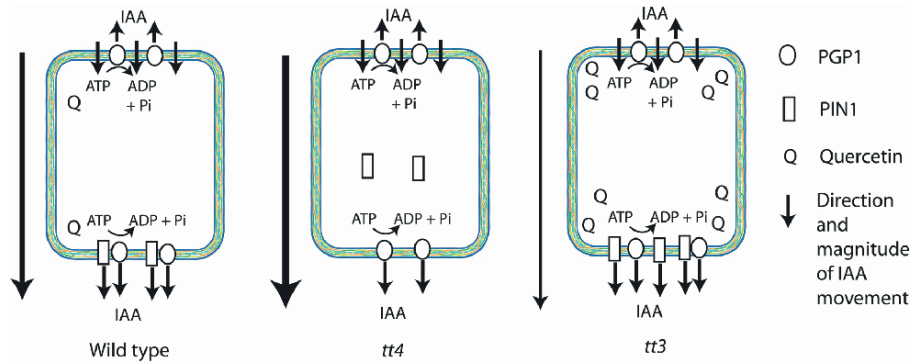 IAA
ATP ADP
+ Pi
Q
Q
ATP ADP + Pi
IAA
Wild type
IAA
ATP ADP
+ Pi
ATP ADP + Pi
IAA
tt4
IAA
Q Q
Q ATP ADP Q
+ Pi
Q Q
Q ATP ADP + Pi Q
IAA
tt3
PGP1
PIN1
Q Quercetin
Direction
and
magnitude
of IAA
movement